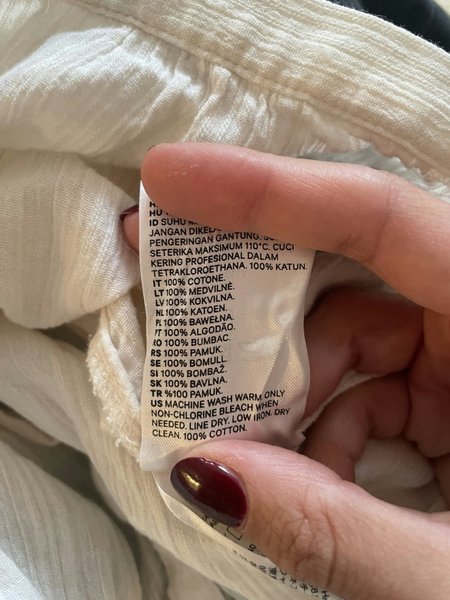 HU
ID SUHU
JANGAN DIKELA
PENGERINGAN GANTUNG.
SETERIKA MAKSIMUM 110°C. CUCI
KERING PROFESIONAL DALAM
TETRAKLOROETHANA. 100% KATUN.
IT 100% COTONE.
LT 100% MEDVILNĖ.
LV 100% KOKVILNA.
NL 100% KATOEN.
PL 100% BAWEŁNA.
PT 100% ALGODÃO.
RO 100% BUMBAC.
RS 100% PAMUK.
SE 100% BOMULL.
SI 100% BOMBAŽ.
SK 100% BAVLNA.
TR %100 PAMUK.
US MACHINE WASH WARM ONLY
NON-CHLORINE BLEACH WHEN
NEEDED. LINE DRY. LOW IRON. DRY
CLEAN. 100% COTTON.